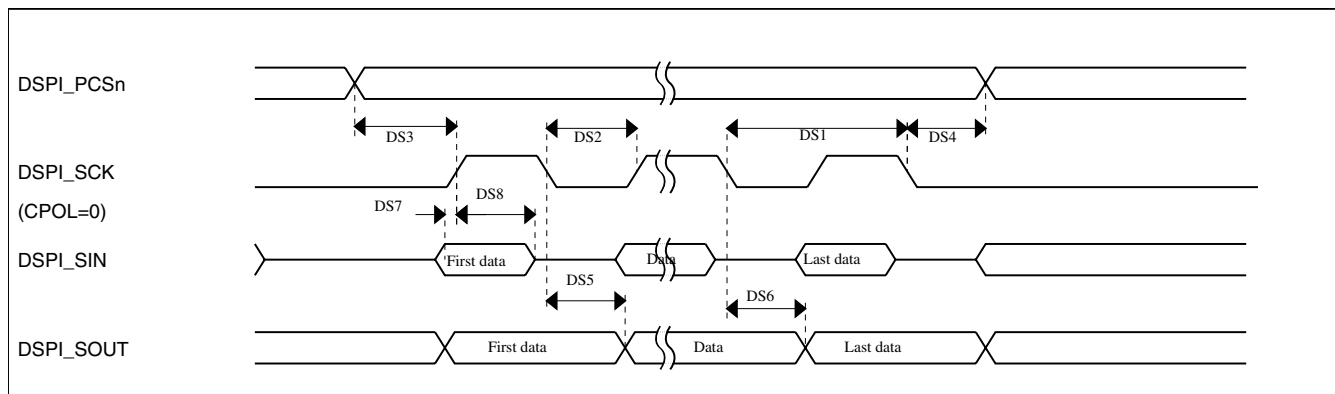 DSPI_PCSn
DS3
DS2
DS1
DS4
DSPI_SCK
(CPOL=0)
DS7
DS8
DSPI_SIN
First data
Data
Last data
DS5
DS6
DSPI_SOUT
First data
Data
Last data